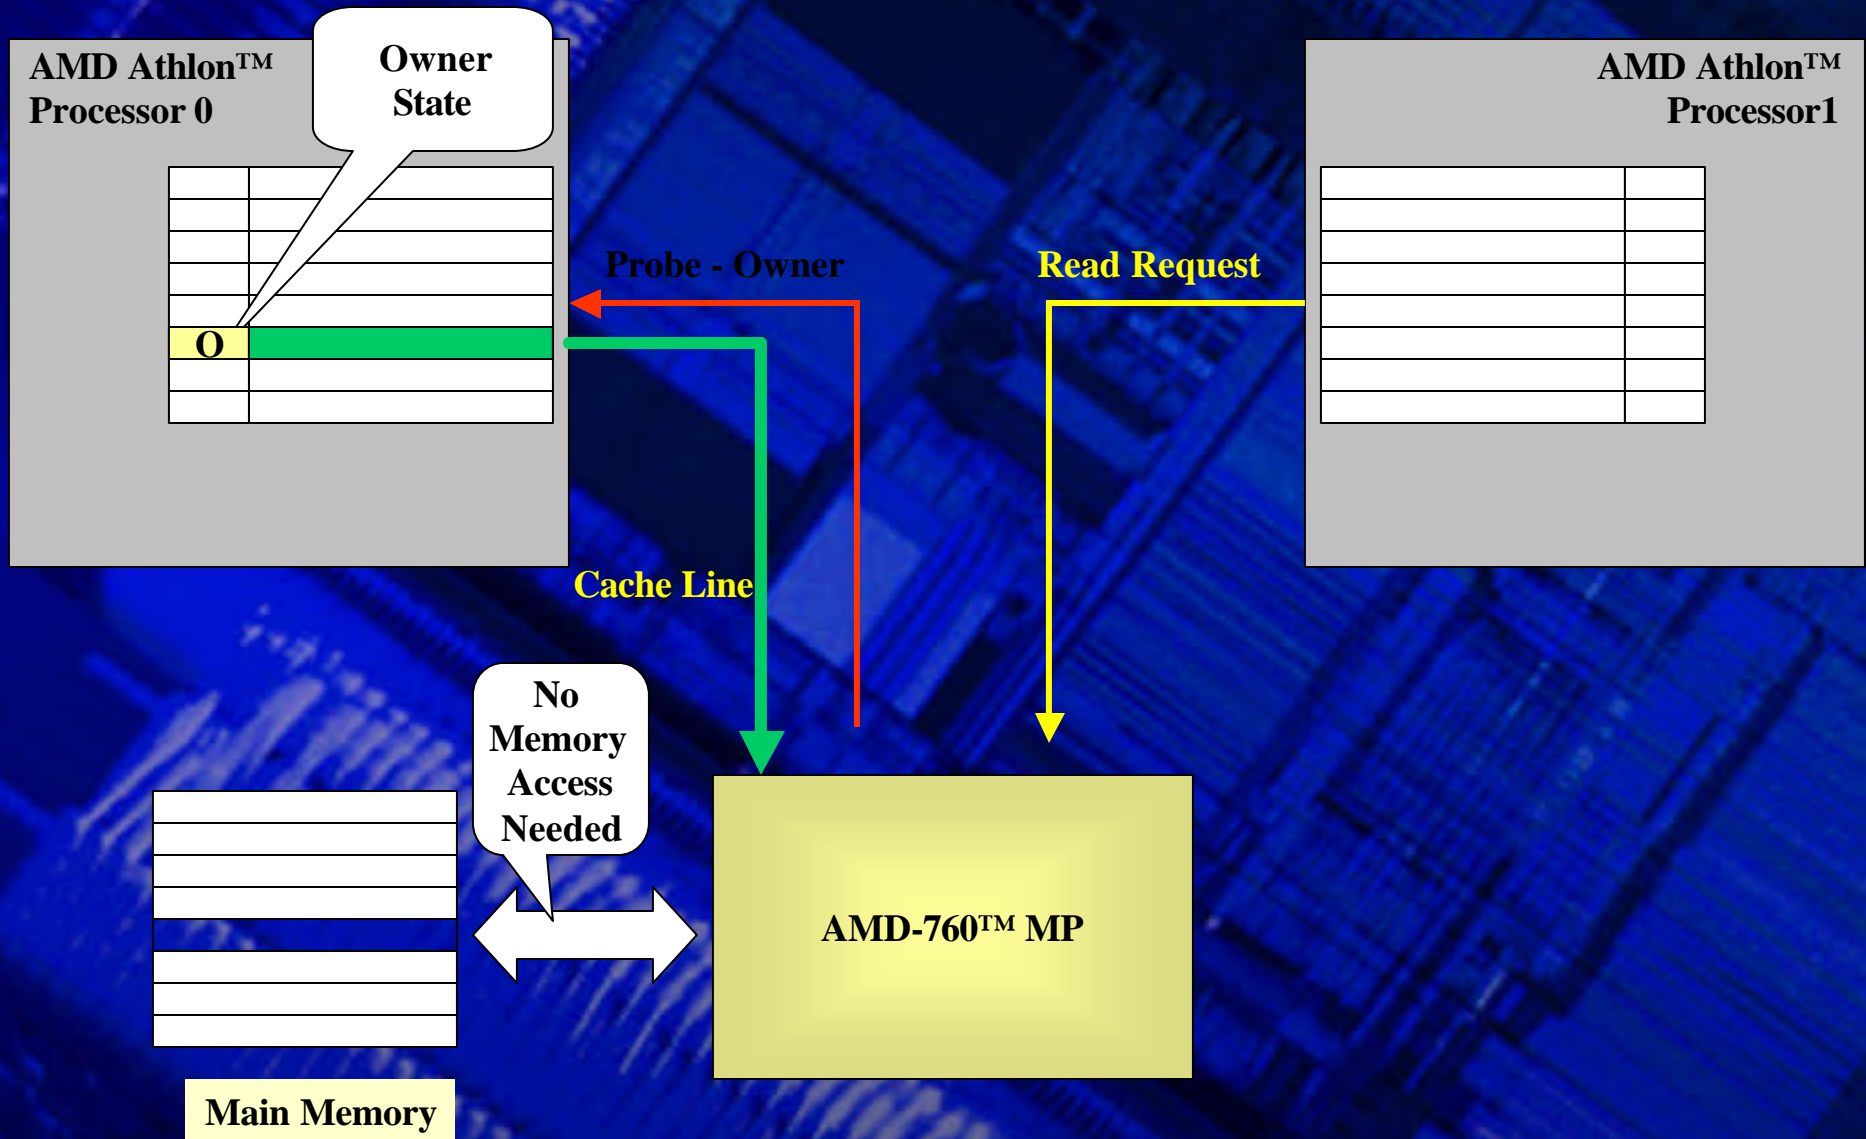 AMD Athlon™
Processor 0
Owner
State
AMD Athlon™
Processor1
Probe - Owner
Read Request
O
Cache Line
No
Memory
Access
Needed
AMD-760™ MP
Main Memory